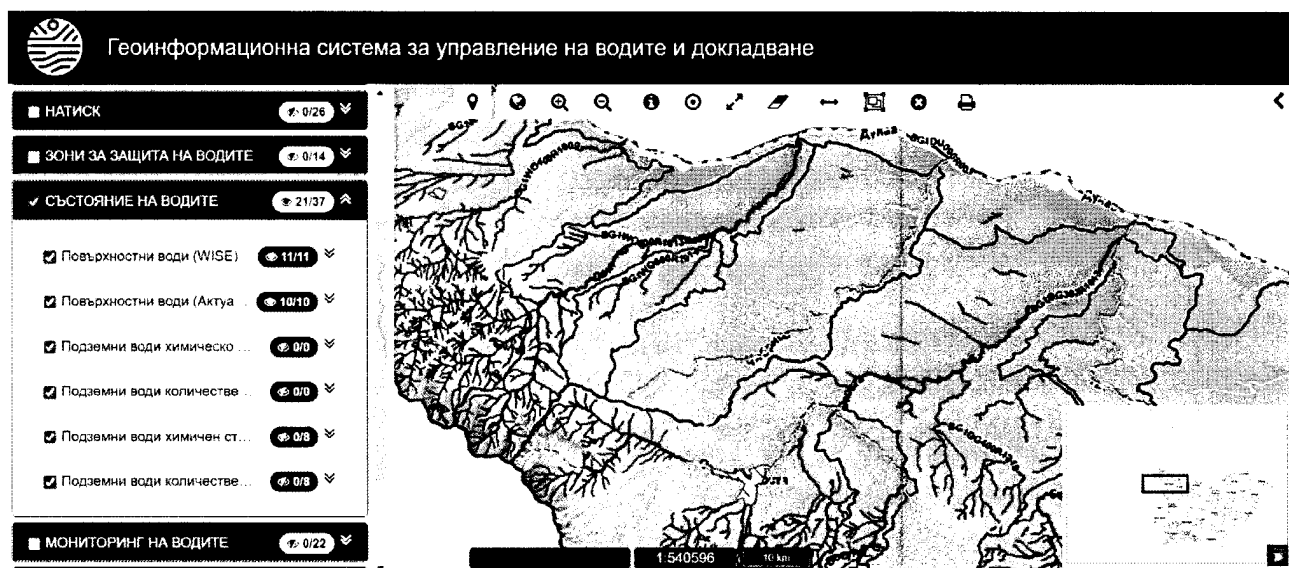 Геоинформационна система за управление на водите и докладване
НАТИСК 0/26
ЗОНИ ЗА ЗАЩИТА НА ВОДИТЕ 0/14
СЪСТОЯНИЕ НА ВОДИТЕ 21/37
Повърхностни води (WISE) 11/11
Повърхностни води (Актуа ... 10/10
Подземни води химическо ... 0/0
Подземни води количестве ... 0/0
Подземни води химичен ст... 0/8
Подземни води количестве... 0/8
МОНИТОРИНГ НА ВОДИТЕ 0/22
Дунав
Дунав
1:540596
10 km